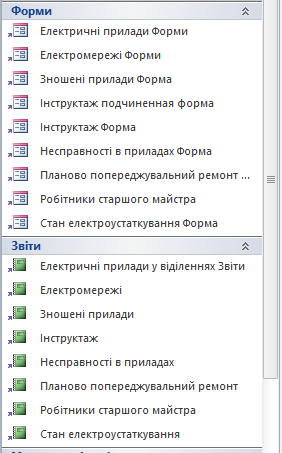 Форми
Електричні прилади Форми
Електромережі Форми
Зношені прилади Форма
Інструктаж подчиненная форма
Інструктаж Форма
Несправності в приладах Форма
Планово попереджувальний ремонт ...
Робітники старшого майстра
Стан електроустаткування Форма
Звіти
Електричні прилади у віділеннях Звіти
Електромережі
Зношені прилади
Інструктаж
Несправності в приладах
Планово попереджувальний ремонт
Робітники старшого майстра
Стан електроустаткування